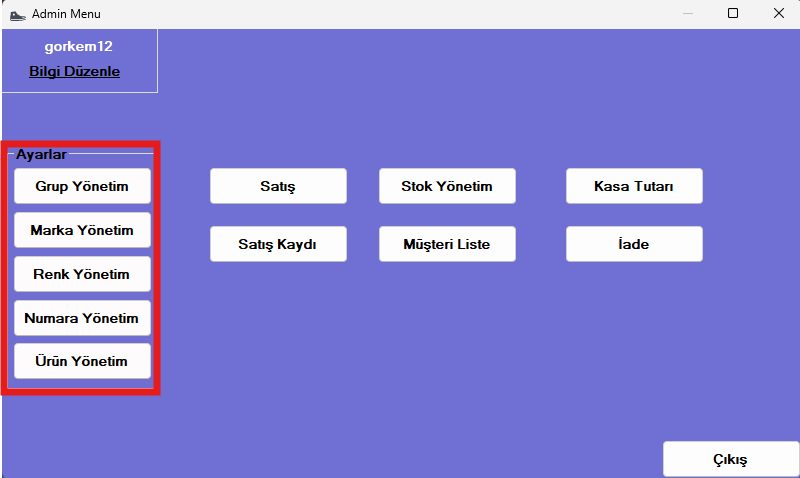 Admin Menu
gorkem12
Bilgi Düzenle
Ayarlar
Grup Yönetim
Marka Yönetim
Renk Yönetim
Numara Yönetim
Ürün Yönetim
Satış
Stok Yönetim
Kasa Tutarı
Satış Kaydı
Müşteri Liste
İade
Çıkış